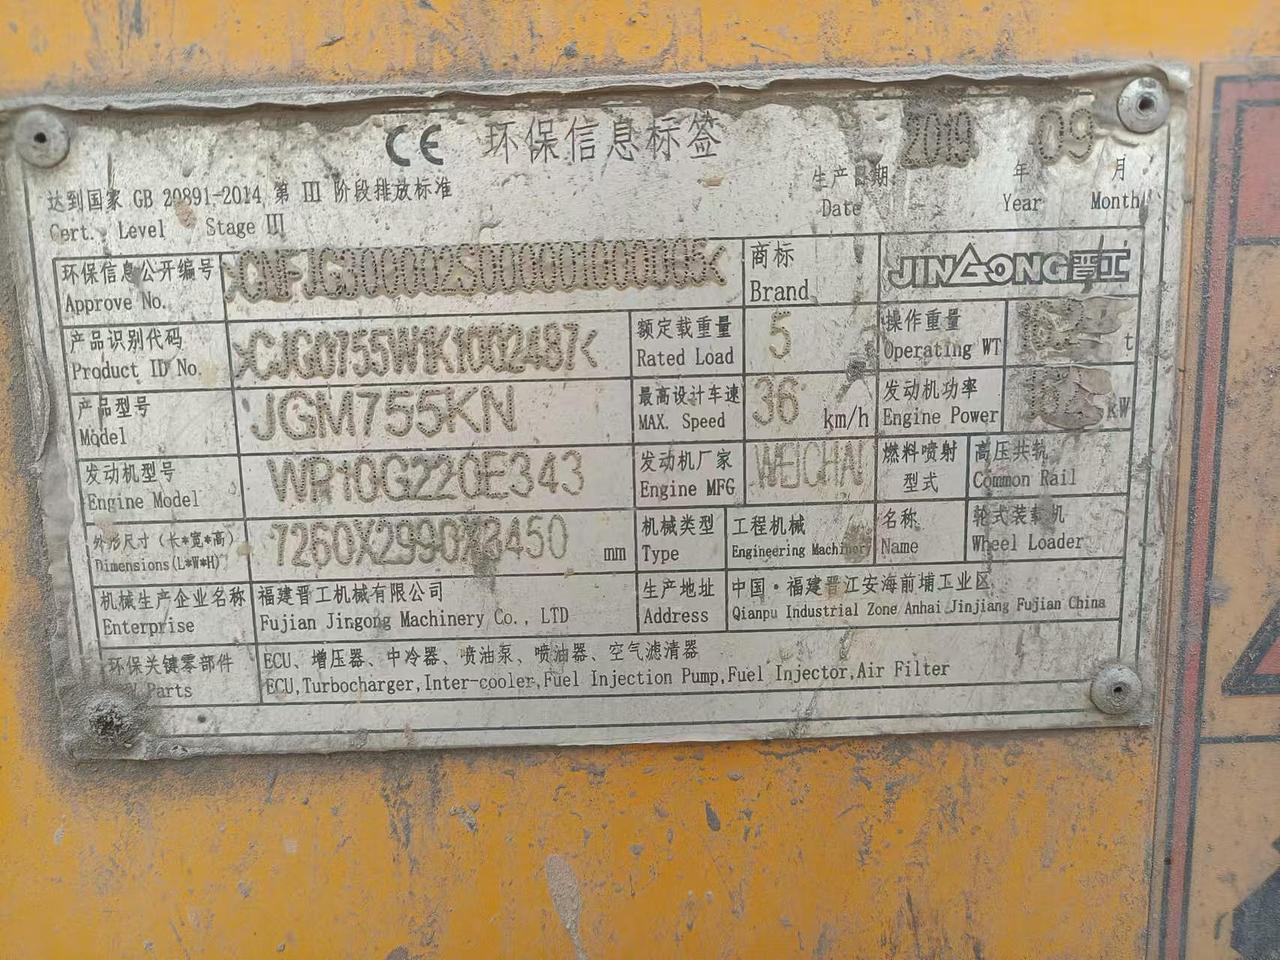 CE 环保信息标签
2019 09
达到国家 GB 20891-2014 第 III 阶段排放标准
生产日期: 年 月
Cert. Level Stage III
Date Year Month
环保信息公开编号
Approve No.
商标
Brand
JINGONG晋工
产品识别代码
Product ID No.
>CJG0755W1K1002487<
额定载重量
Rated Load
5
操作重量
Operating WT
t
产品型号
Model
JGM755KN
最高设计车速
MAX. Speed
36 km/h
发动机功率
Engine Power
kW
发动机型号
Engine Model
WP10G220E343
发动机厂家
Engine MFG
WEICHAI
燃料喷射
型式
高压共轨
Common Rail
外形尺寸(长*宽*高)
Dimensions(L*W*H)
7260X2990X3450 mm
机械类型
Type
工程机械
Engineering Machinery
名称
Name
轮式装载机
Wheel Loader
机械生产企业名称
Enterprise
福建晋工机械有限公司
Fujian Jingong Machinery Co., LTD
生产地址
Address
中国·福建晋江安海前埔工业区
Qianpu Industrial Zone Anhai Jinjiang Fujian China
环保关键零部件
Parts
ECU、增压器、中冷器、喷油泵、喷油器、空气滤清器
ECU,Turbocharger,Inter-cooler,Fuel Injection Pump,Fuel Injector,Air Filter